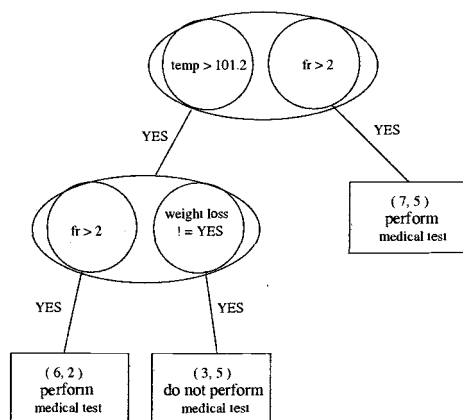 temp > 101.2
fr > 2
YES
YES
fr > 2
weight loss
! = YES
( 7, 5 )
perform
medical test
YES
YES
( 6, 2 )
perform
medical test
( 3, 5 )
do not perform
medical test